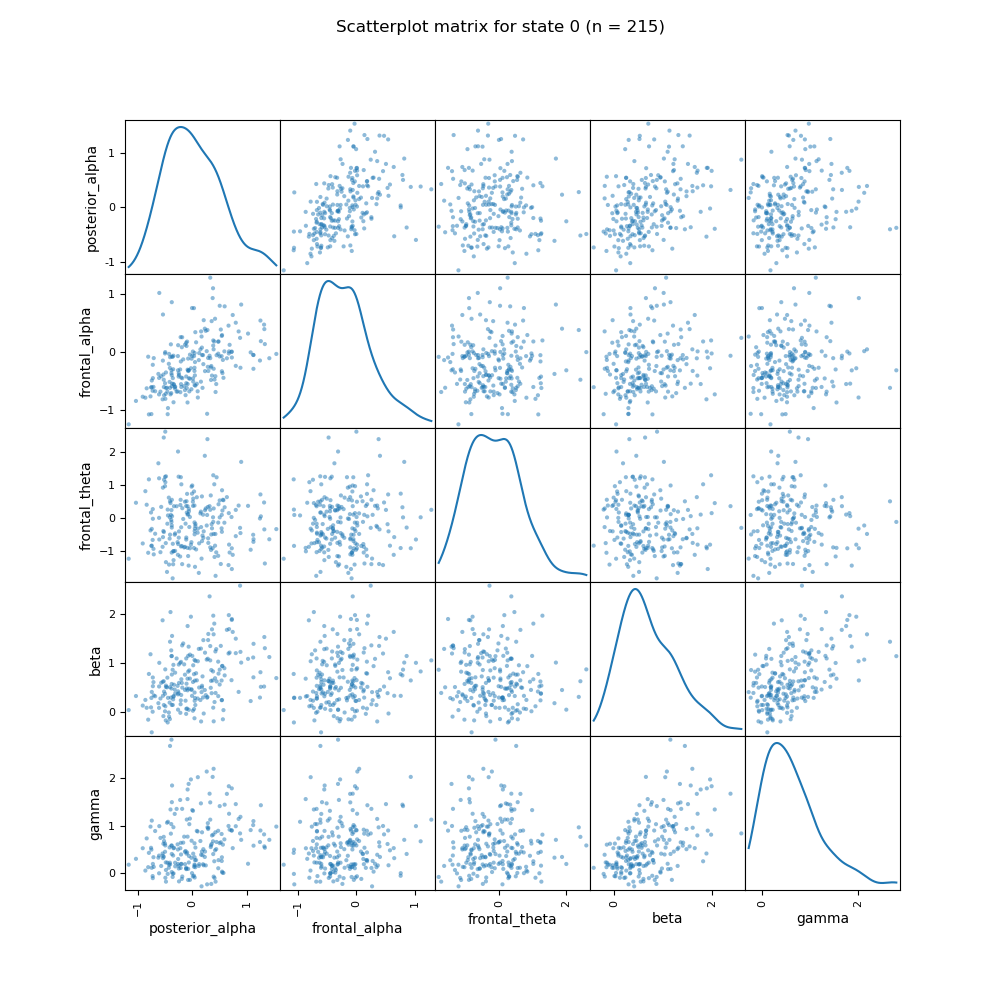 Scatterplot matrix for state 0 (n = 215)
posterior_alpha
1
0
-1
frontal_alpha
1
0
−1
frontal_theta
2
1
0
−1
beta
2
1
0
gamma
2
1
0
−1 0 1 −1 0 1 0 2 0 2 0 2
posterior_alpha frontal_alpha frontal_theta beta gamma